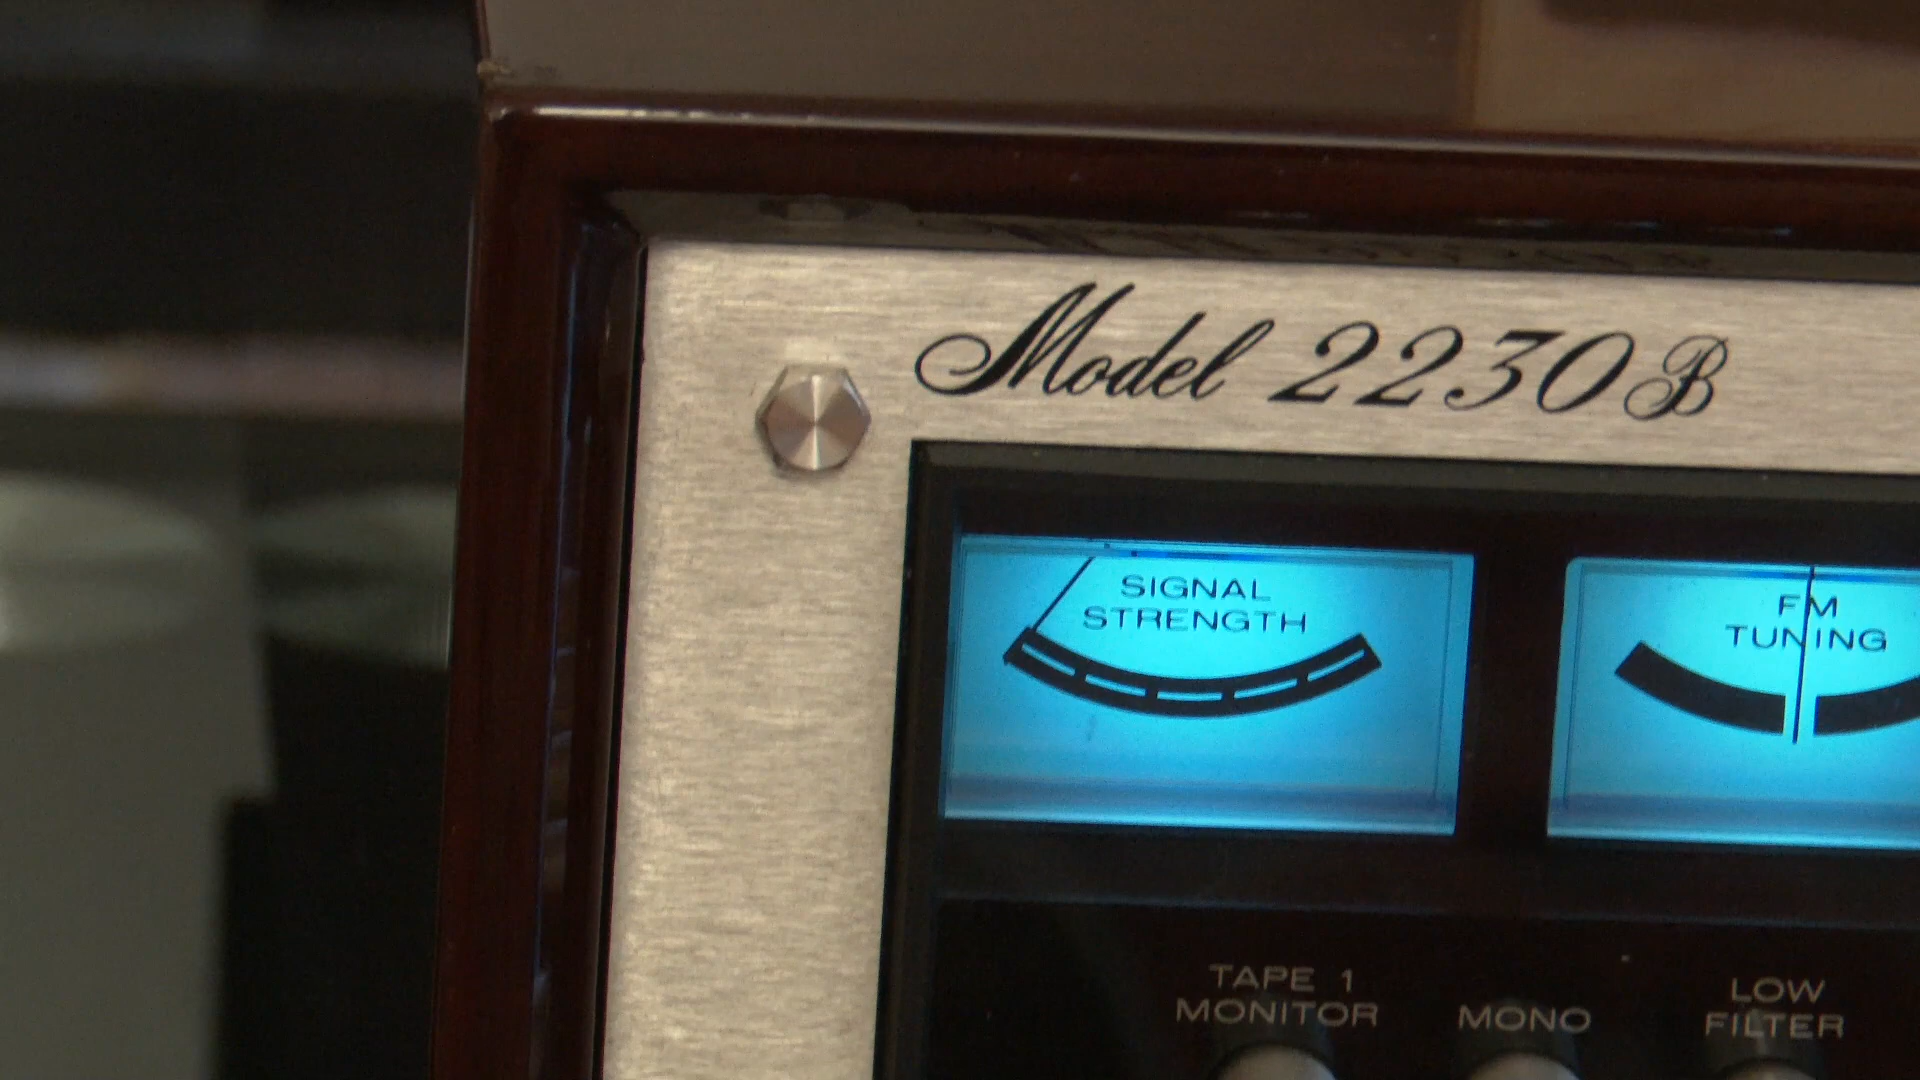 Model 2230B
SIGNAL
STRENGTH
FM
TUNING
TAPE 1
MONITOR
MONO
LOW
FILTER